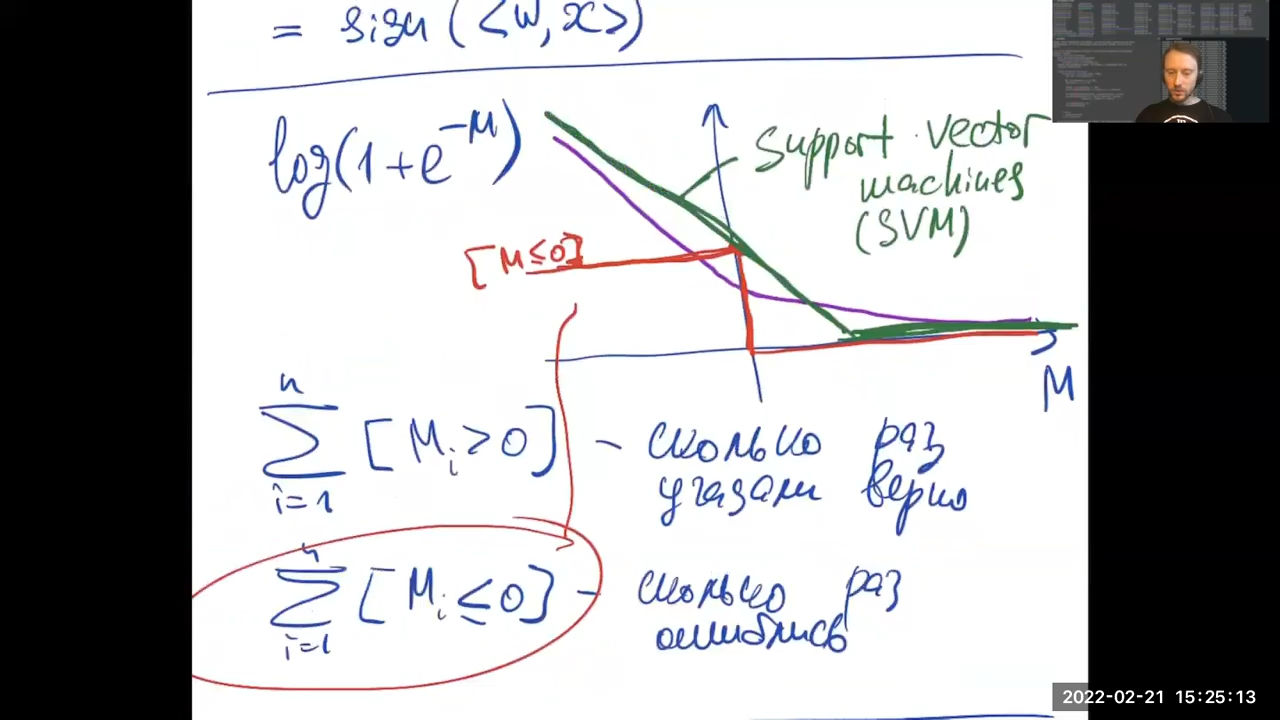 = sign (<w, x>)
log(1+e^{-M})
Support vector
machines
(SVM)
[M≤0]
M
n
∑ [M_i > 0] - сколько раз
i=1 угадали верно
n
∑ [M_i ≤ 0] - сколько раз
i=1 ошиблись
2022-02-21 15:25:13